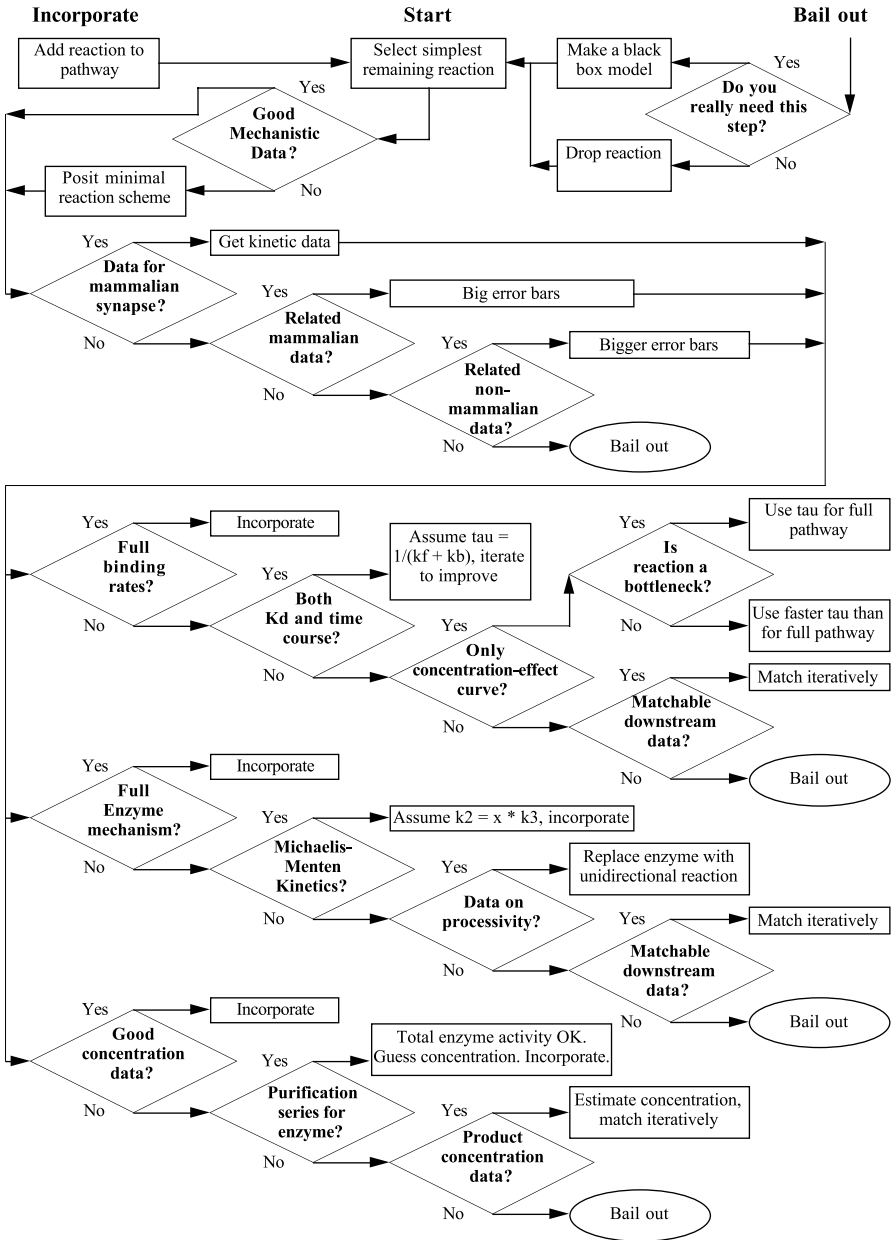 Incorporate
Start
Bail out
Add reaction to
pathway
Select simplest
remaining reaction
Make a black
box model
Yes
Do you
really need this
step?
No
Drop reaction
Yes
Good
Mechanistic
Data?
No
Posit minimal
reaction scheme
Yes
Get kinetic data
Data for
mammalian
synapse?
No
Yes
Big error bars
Related
mammalian
data?
No
Yes
Bigger error bars
Related
non-
mammalian
data?
No
Bail out
Yes
Incorporate
Full
binding
rates?
No
Yes
Assume tau =
1/(kf + kb), iterate
to improve
Both
Kd and time
course?
No
Yes
Only
concentration-effect
curve?
No
Yes
Use tau for full
pathway
Is
reaction a
bottleneck?
No
Use faster tau than
for full pathway
Yes
Match iteratively
Matchable
downstream
data?
No
Bail out
Yes
Incorporate
Full
Enzyme
mechanism?
No
Yes
Assume k2 = x * k3, incorporate
Michaelis-
Menten
Kinetics?
No
Yes
Replace enzyme with
unidirectional reaction
Data on
processivity?
No
Yes
Match iteratively
Matchable
downstream
data?
No
Bail out
Yes
Incorporate
Good
concentration
data?
No
Yes
Total enzyme activity OK.
Guess concentration. Incorporate.
Purification
series for
enzyme?
No
Yes
Estimate concentration,
match iteratively
Product
concentration
data?
No
Bail out